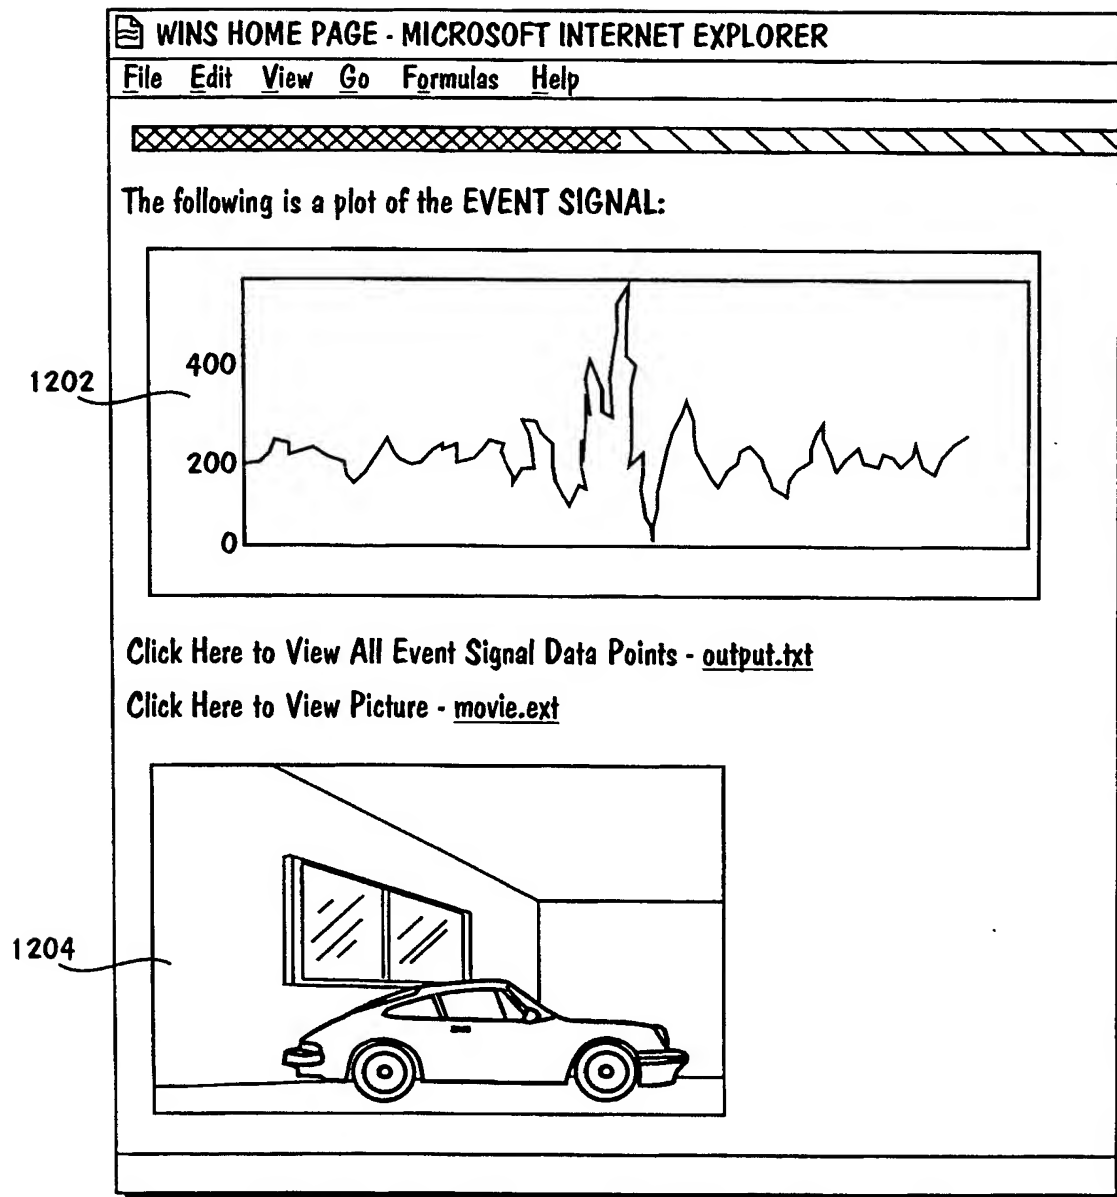 WINS HOME PAGE - MICROSOFT INTERNET EXPLORER
File Edit View Go Formulas Help
The following is a plot of the EVENT SIGNAL:
400
1202
200
0
Click Here to View All Event Signal Data Points - output.txt
Click Here to View Picture - movie.ext
1204